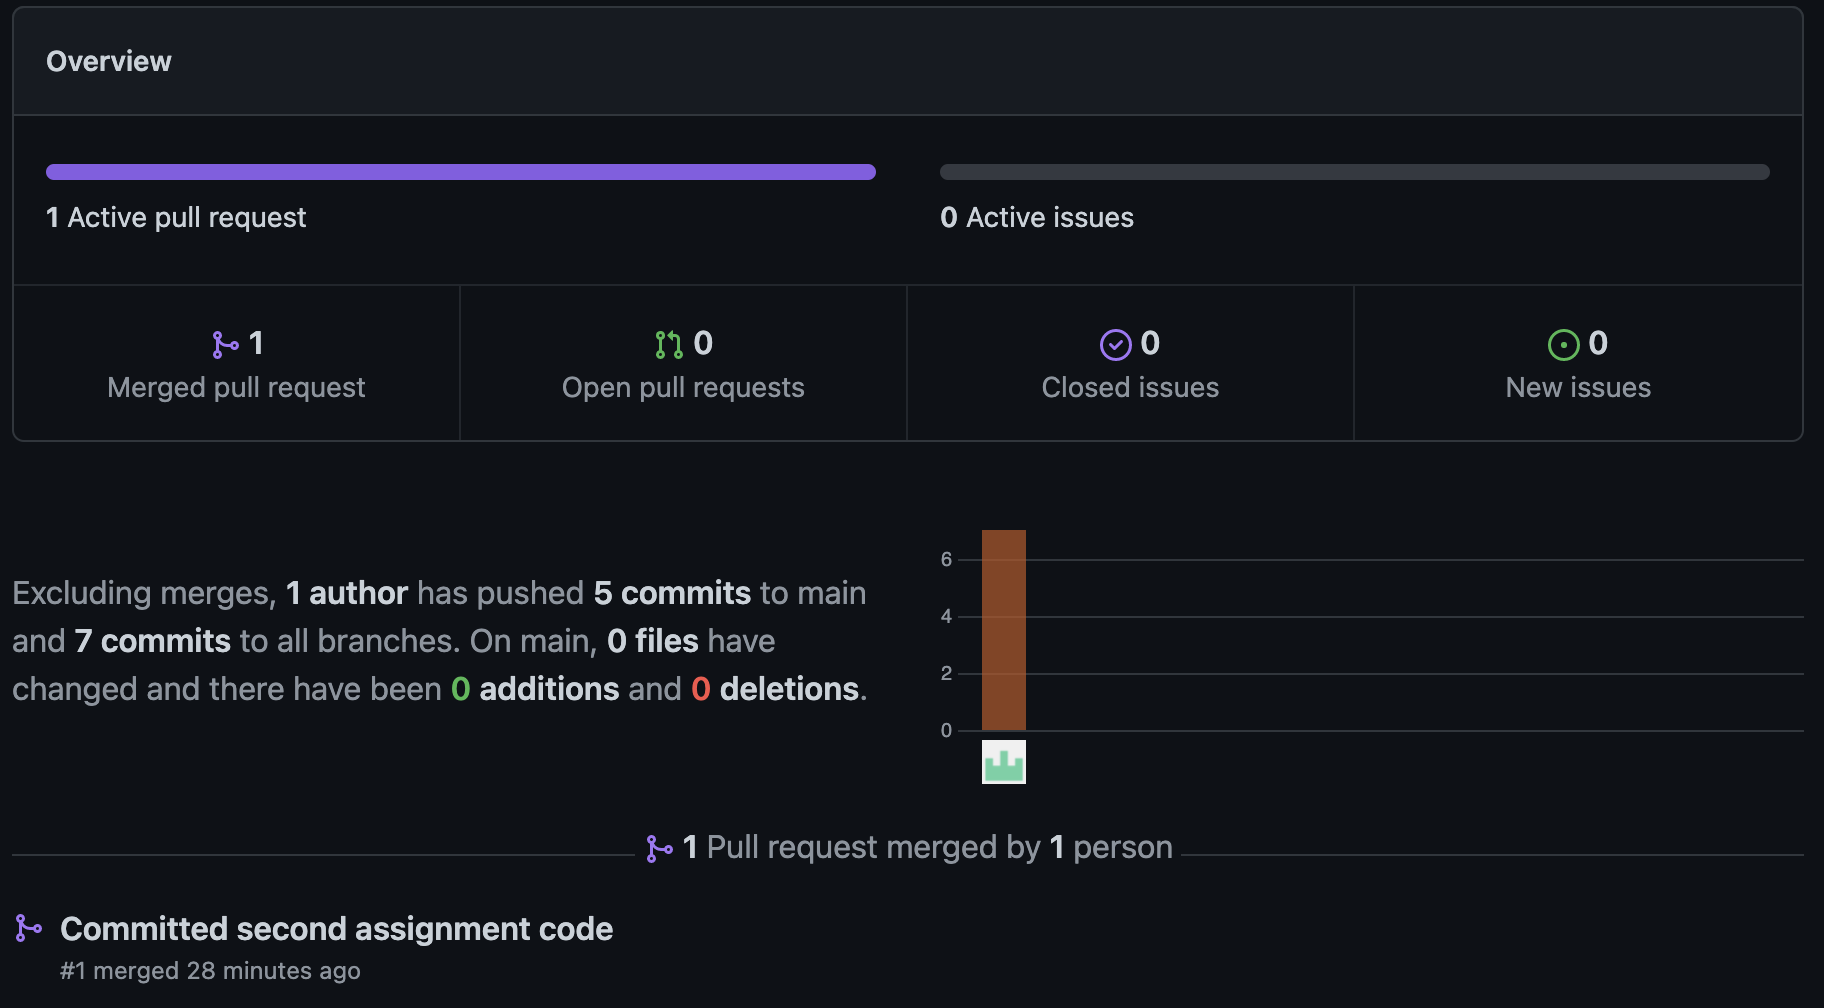 Overview
1 Active pull request
0 Active issues
1
Merged pull request
0
Open pull requests
0
Closed issues
0
New issues
Excluding merges, 1 author has pushed 5 commits to main
and 7 commits to all branches. On main, 0 files have
changed and there have been 0 additions and 0 deletions.
6
4
2
0
1 Pull request merged by 1 person
Committed second assignment code
#1 merged 28 minutes ago